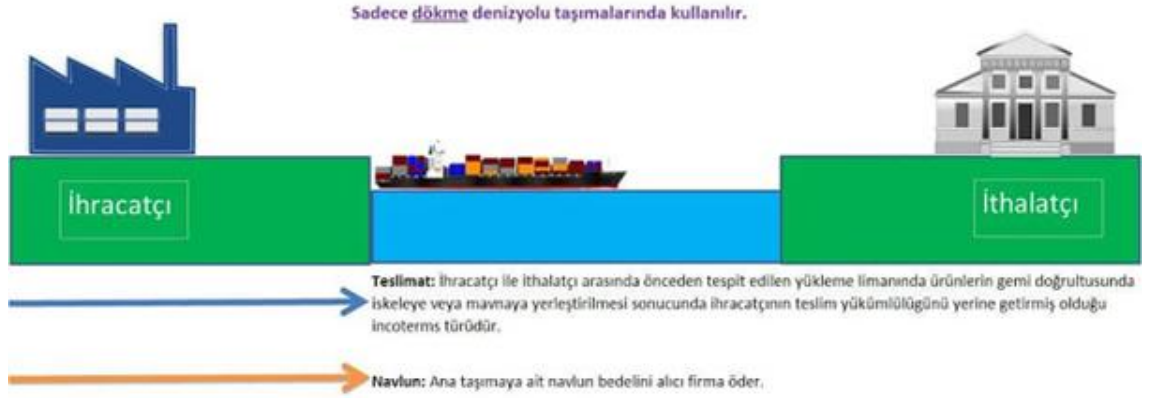 Sadece dökme denizyolu taşımalarında kullanılır.
İhracatçı
İthalatçı
Teslimat: İhracatçı ile ithalatçı arasında önceden tespit edilen yükleme limanında ürünlerin gemi doğrultusunda
iskeleye veya mavnaya yerleştirilmesi sonucunda ihracatçının teslim yükümlülüğünü yerine getirmiş olduğu
incoterms türüdür.
Navlun: Ana taşımaya ait navlun bedelini alıcı firma öder.